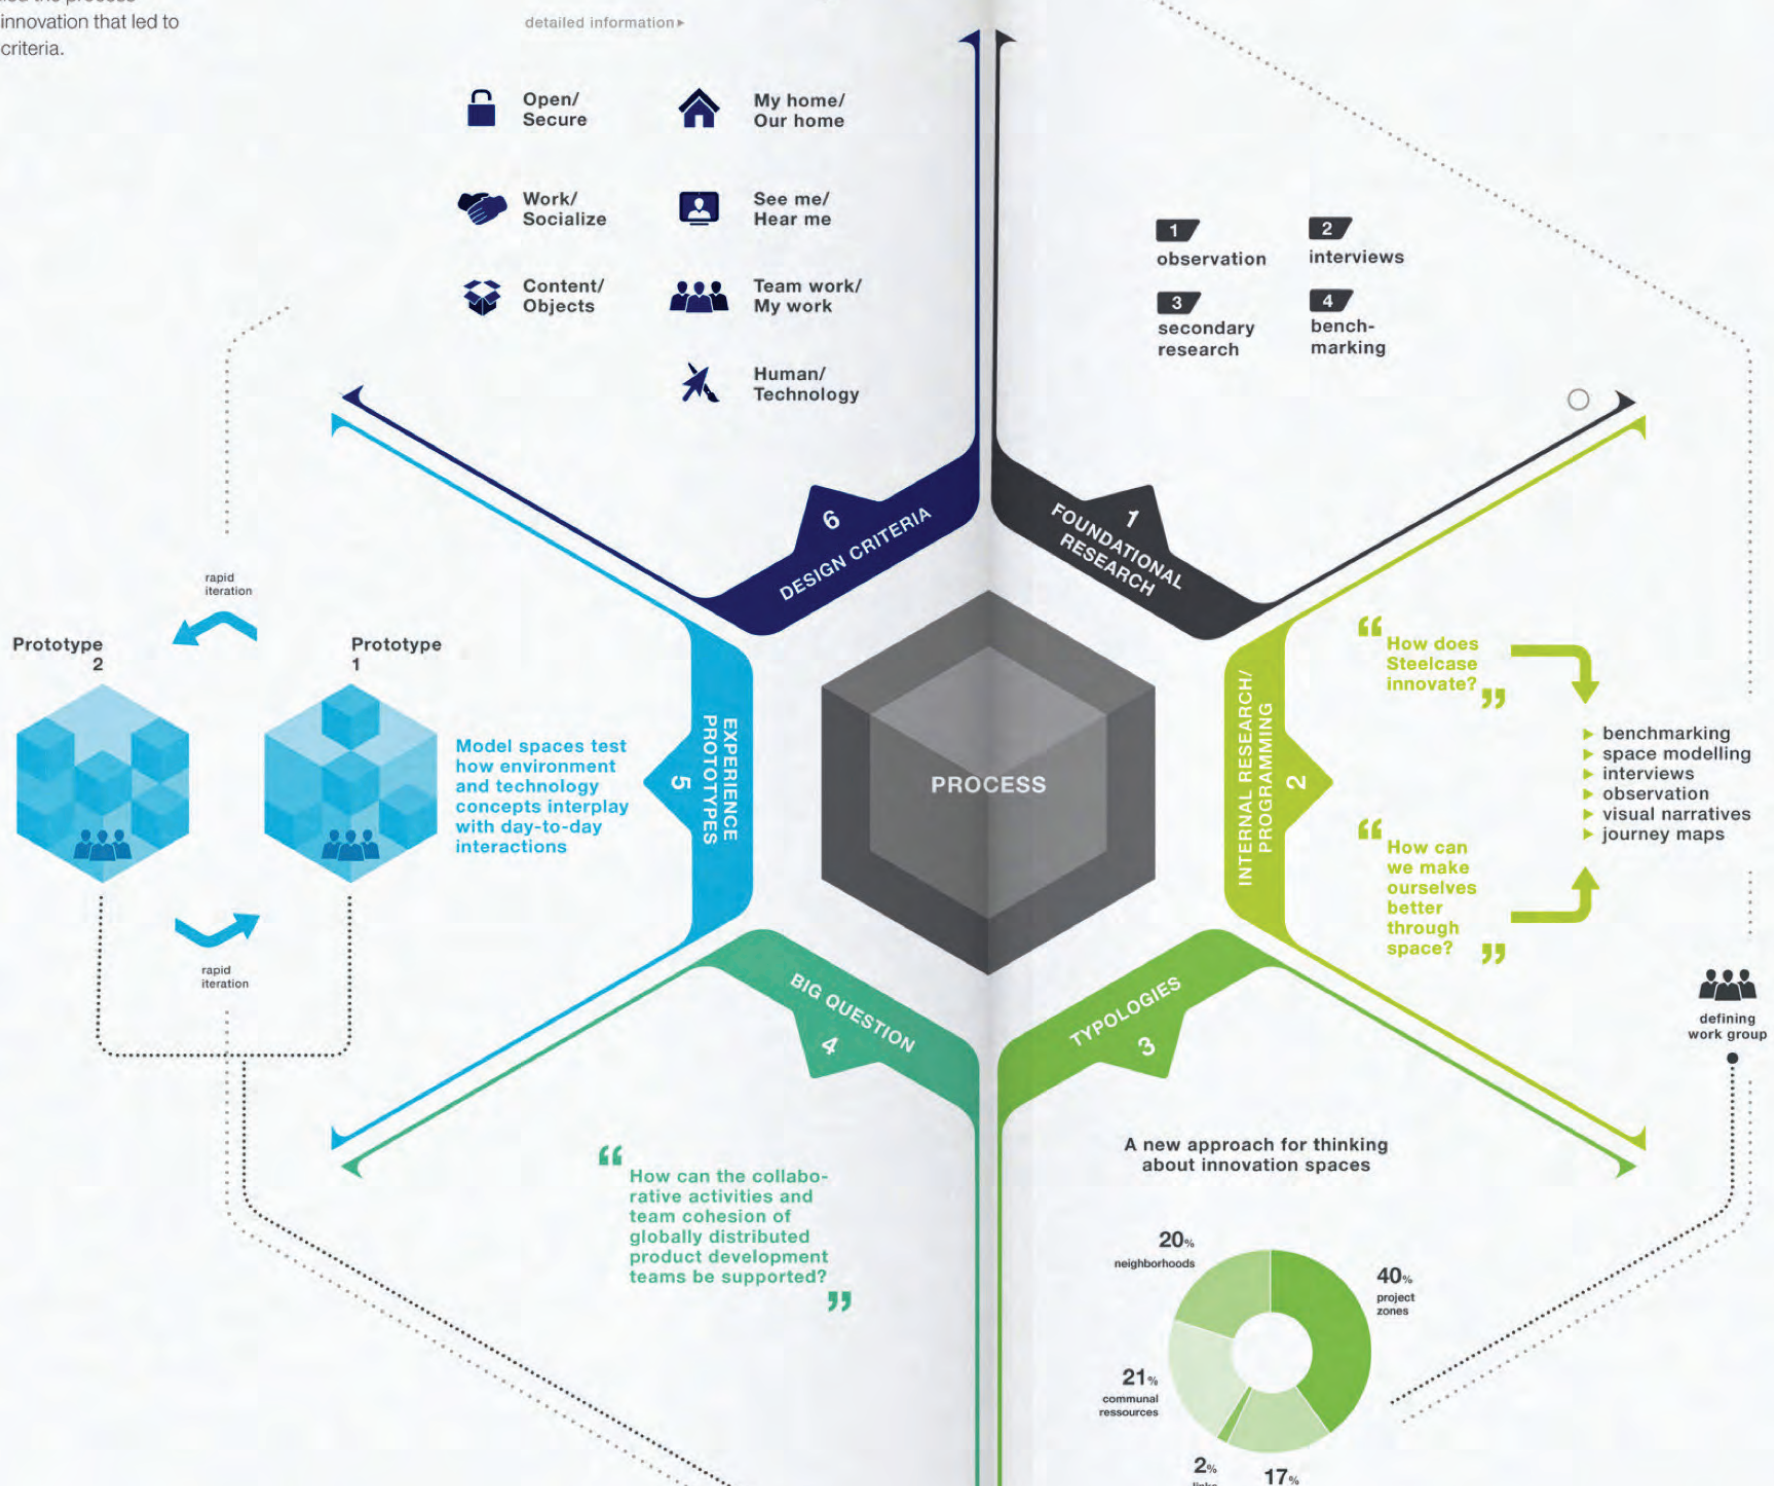 innovation that led to
criteria.
detailed information
Open/
Secure
My home/
Our home
Work/
Socialize
See me/
Hear me
Content/
Objects
Team work/
My work
Human/
Technology
1
observation
2
interviews
3
secondary
research
4
bench-
marking
6
DESIGN CRITERIA
1
FOUNDATIONAL
RESEARCH
rapid
iteration
Prototype
2
Prototype
1
Model spaces test
how environment
and technology
concepts interplay
with day-to-day
interactions
EXPERIENCE
PROTOTYPES
5
PROCESS
INTERNAL RESEARCH/
PROGRAMMING
2
“How does
Steelcase
innovate?”
benchmarking
space modelling
interviews
observation
visual narratives
journey maps
“How can
we make
ourselves
better
through
space?”
rapid
iteration
BIG QUESTION
4
TYPOLOGIES
3
defining
work group
“How can the collabo-
rative activities and
team cohesion of
globally distributed
product development
teams be supported?”
A new approach for thinking
about innovation spaces
20%
neighborhoods
40%
project
zones
21%
communal
ressources
2%
17%